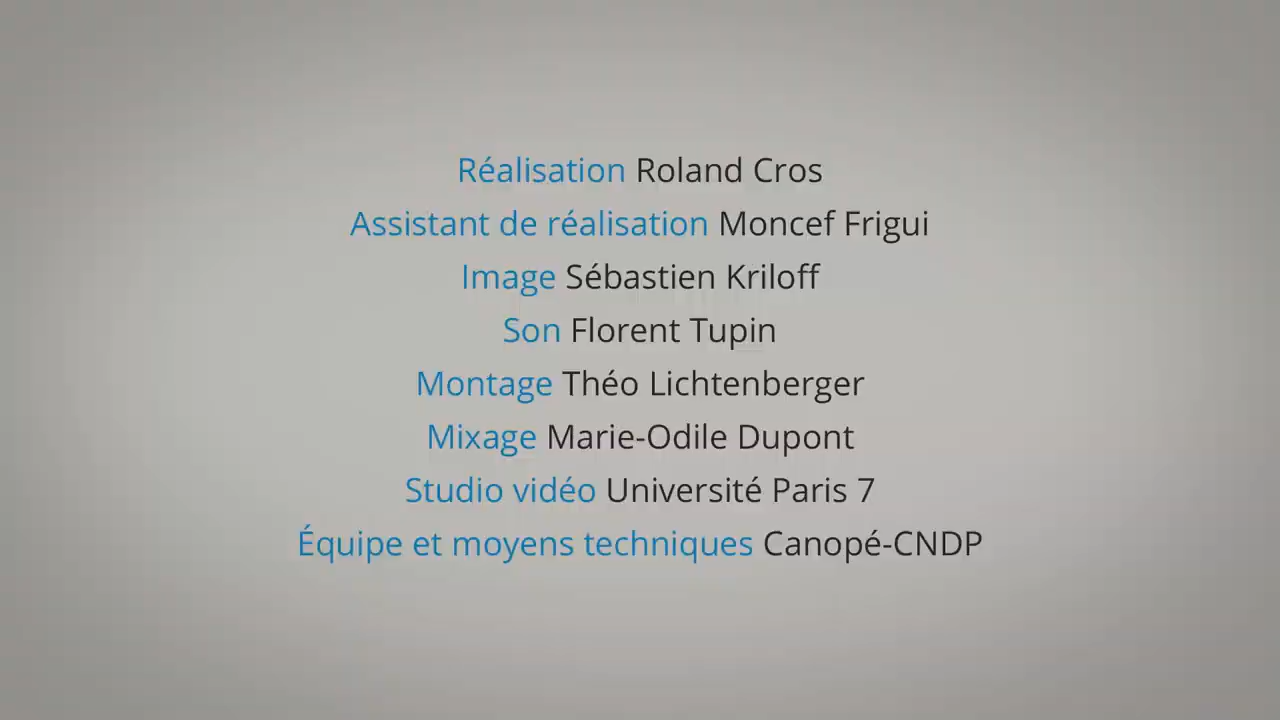 Réalisation Roland Cros
Assistant de réalisation Moncef Frigui
Image Sébastien Kriloff
Son Florent Tupin
Montage Théo Lichtenberger
Mixage Marie-Odile Dupont
Studio vidéo Université Paris 7
Équipe et moyens techniques Canopé-CNDP